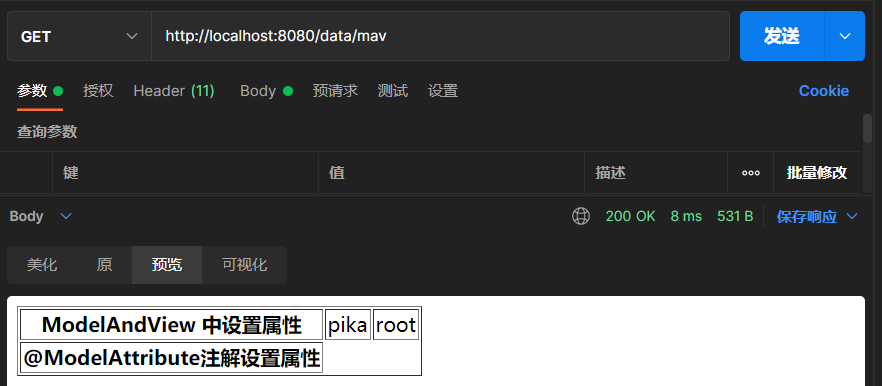 GET http://localhost:8080/data/mav 发送
参数 授权 Header (11) Body 预请求 测试 设置 Cookie
查询参数
键 值 描述 ooo 批量修改
Body 200 OK 8 ms 531 B 保存响应
美化 原 预览 可视化
ModelAndView 中设置属性 pika root
@ModelAttribute注解设置属性